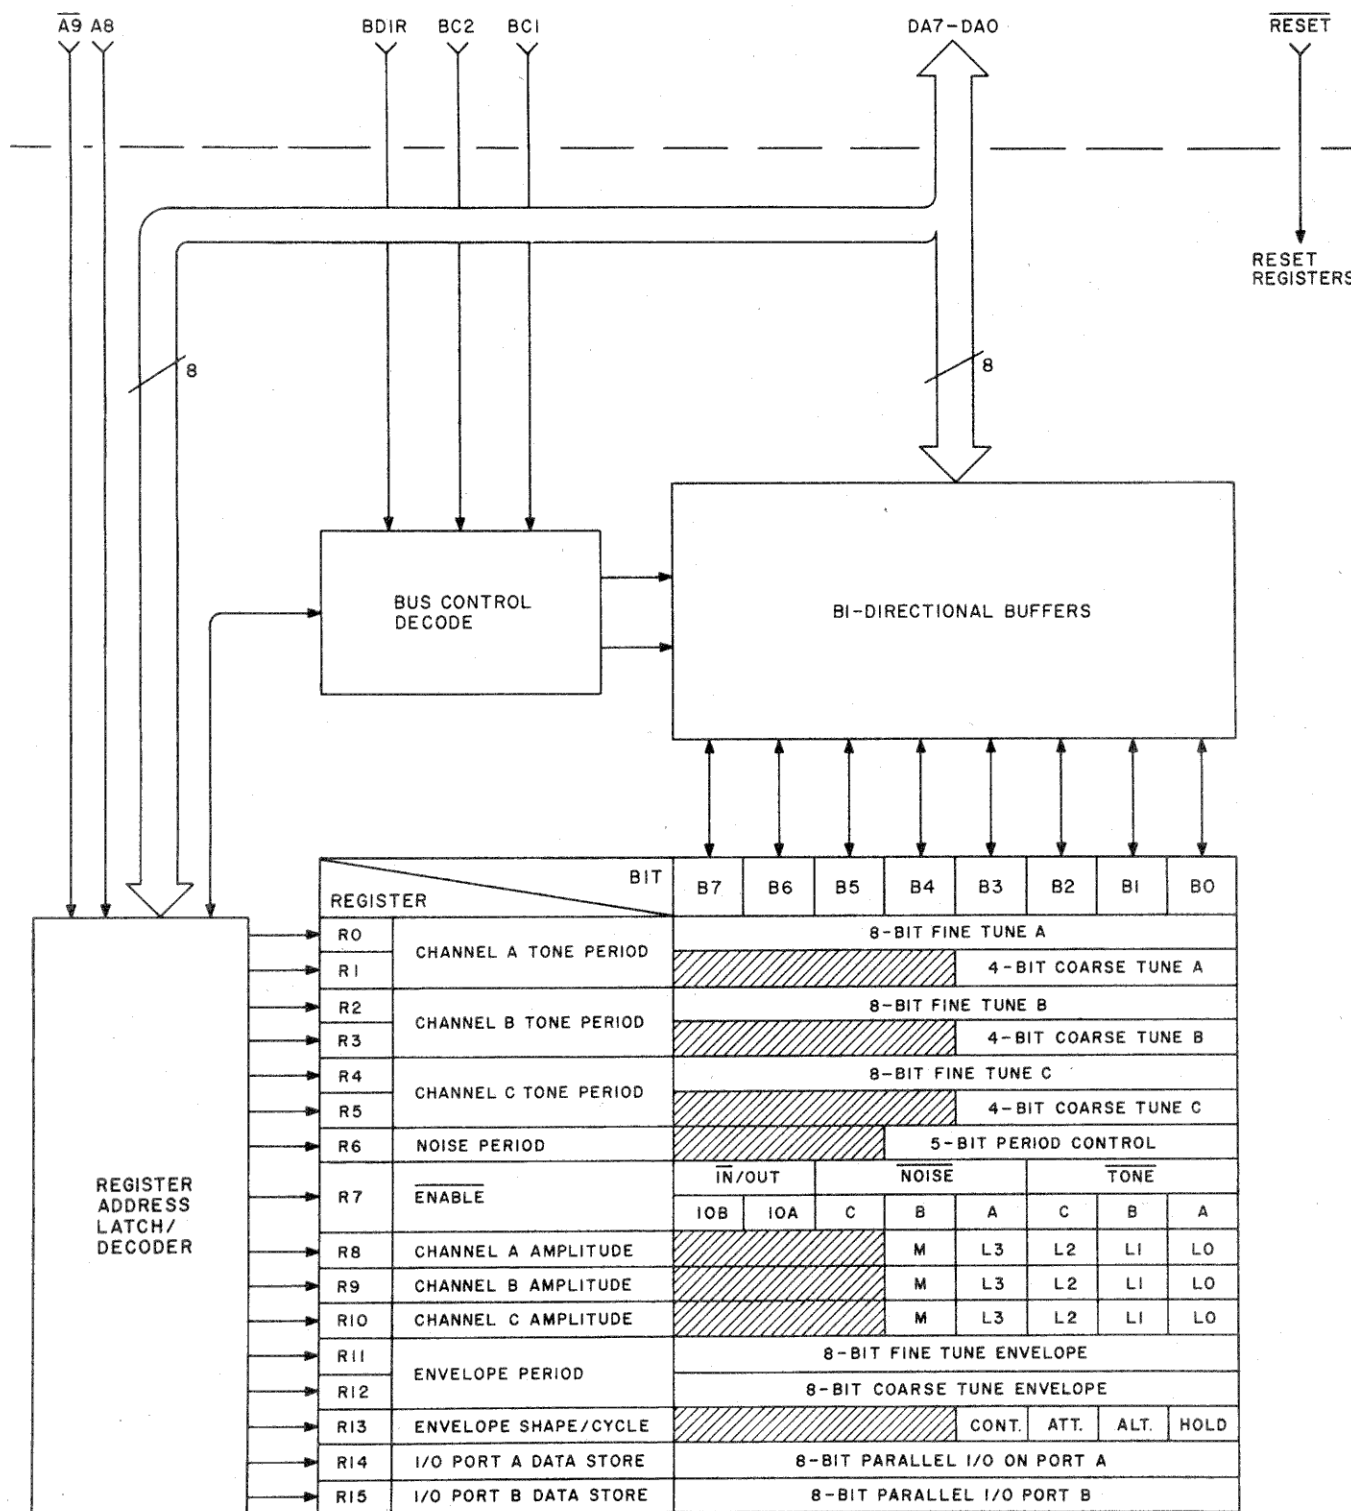 A9 A8 BDIR BC2 BC1 DA7-DA0 RESET
RESET
REGISTERS
8 8
BUS CONTROL
DECODE
BI-DIRECTIONAL BUFFERS
BIT
REGISTER
B7 B6 B5 B4 B3 B2 B1 B0
R0 CHANNEL A TONE PERIOD 8-BIT FINE TUNE A
R1 4-BIT COARSE TUNE A
R2 CHANNEL B TONE PERIOD 8-BIT FINE TUNE B
R3 4-BIT COARSE TUNE B
R4 CHANNEL C TONE PERIOD 8-BIT FINE TUNE C
R5 4-BIT COARSE TUNE C
R6 NOISE PERIOD 5-BIT PERIOD CONTROL
REGISTER
ADDRESS
LATCH/
DECODER
R7 ENABLE IN/OUT NOISE TONE
IOB IOA C B A C B A
R8 CHANNEL A AMPLITUDE M L3 L2 L1 L0
R9 CHANNEL B AMPLITUDE M L3 L2 L1 L0
R10 CHANNEL C AMPLITUDE M L3 L2 L1 L0
R11 ENVELOPE PERIOD 8-BIT FINE TUNE ENVELOPE
R12 8-BIT COARSE TUNE ENVELOPE
R13 ENVELOPE SHAPE/CYCLE CONT. ATT. ALT. HOLD
R14 I/O PORT A DATA STORE 8-BIT PARALLEL I/O ON PORT A
R15 I/O PORT B DATA STORE 8-BIT PARALLEL I/O PORT B